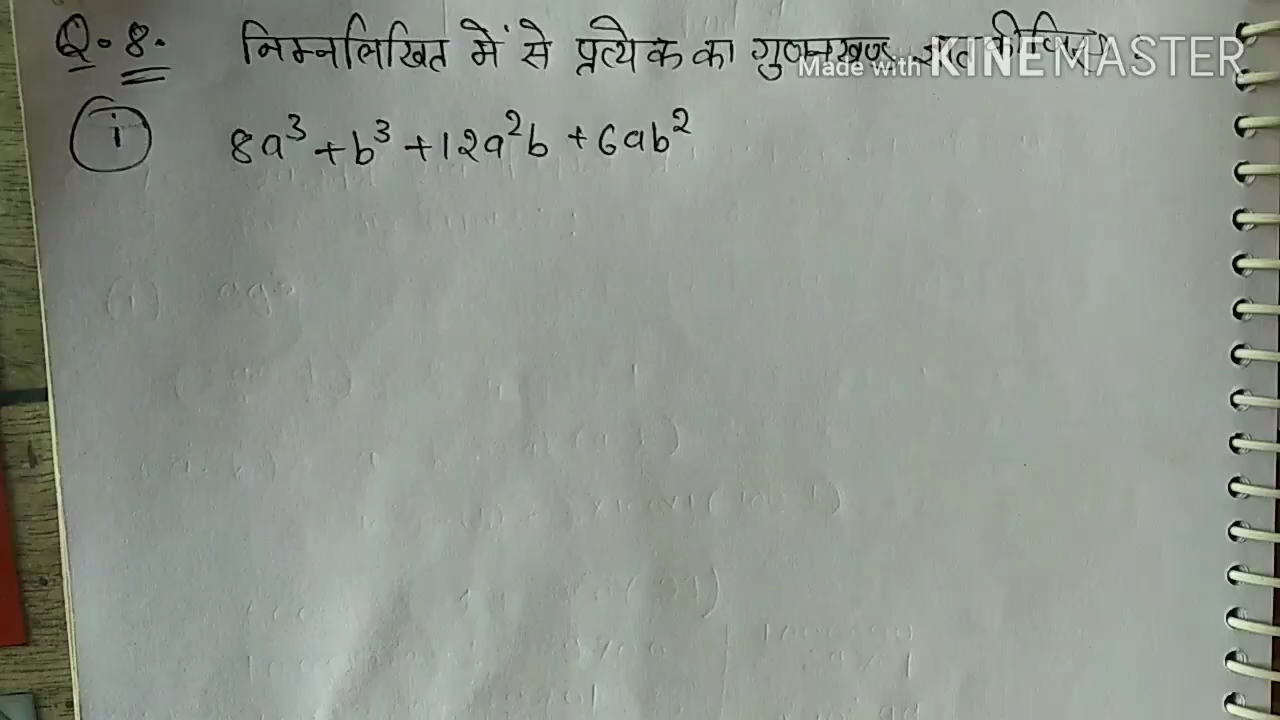 Q. 8. निम्नलिखित में से प्रत्येक का गुणनखण्ड ज्ञात कीजिए :
Made with KINEMASTER
(i) 8a³ + b³ + 12a²b + 6ab²